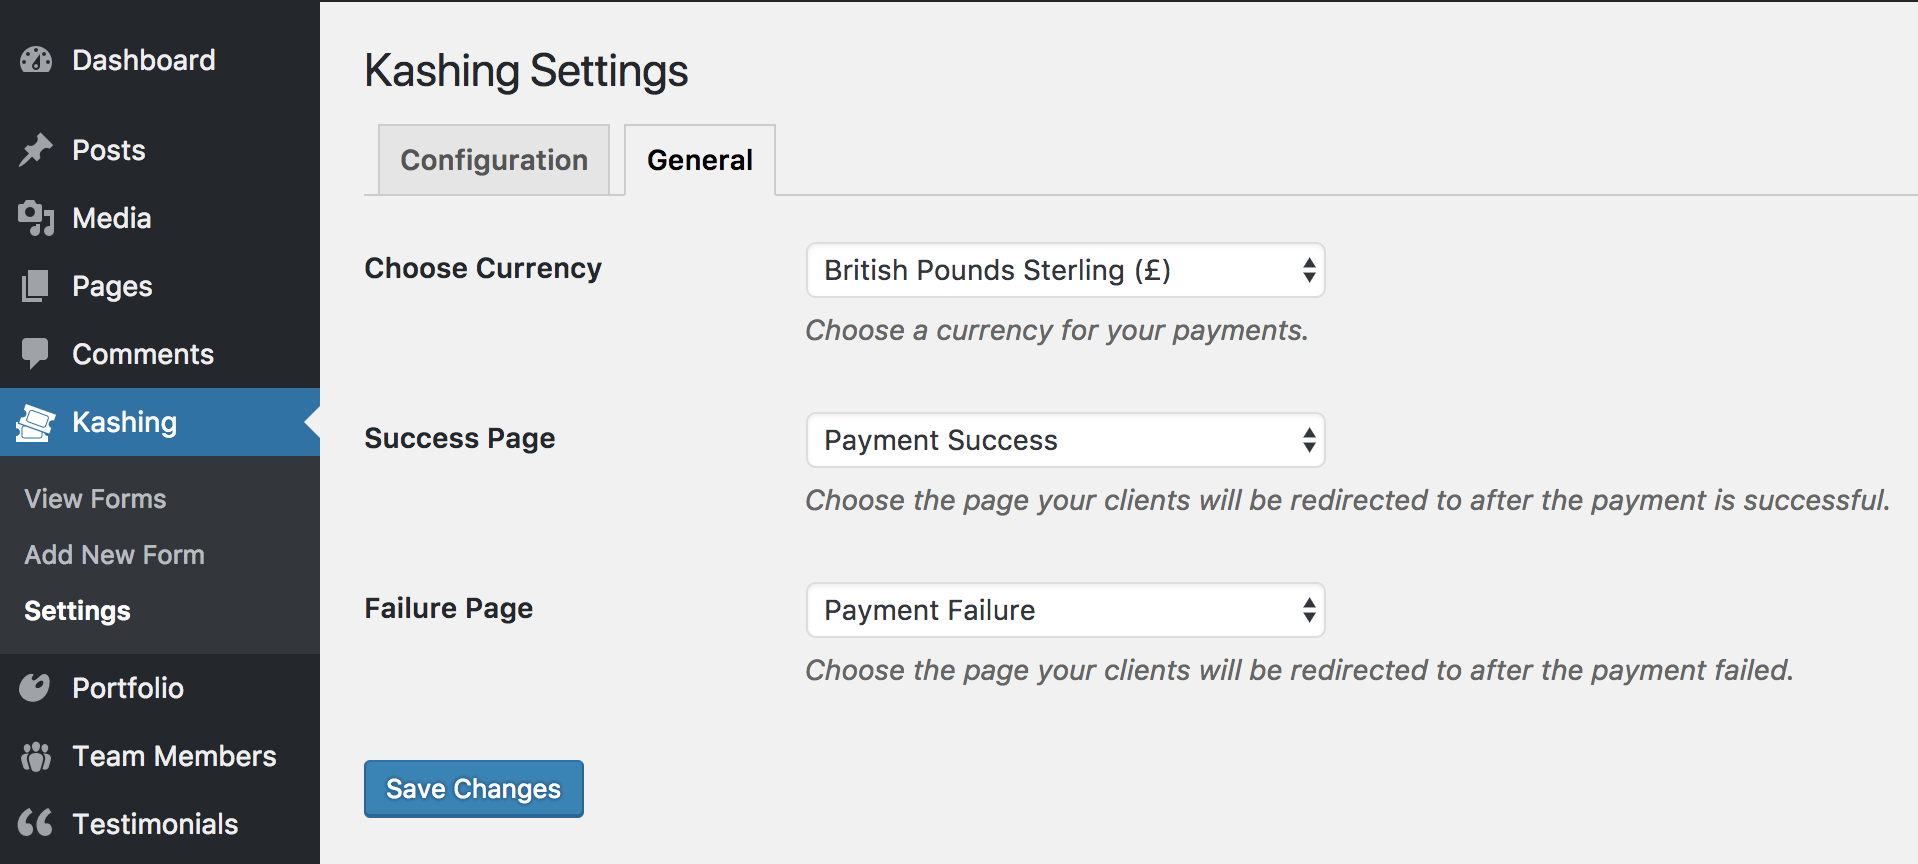 Dashboard
Posts
Media
Pages
Comments
Kashing
View Forms
Add New Form
Settings
Portfolio
Team Members
Testimonials
Kashing Settings
Configuration
General
Choose Currency
British Pounds Sterling (£)
Choose a currency for your payments.
Success Page
Payment Success
Choose the page your clients will be redirected to after the payment is successful.
Failure Page
Payment Failure
Choose the page your clients will be redirected to after the payment failed.
Save Changes